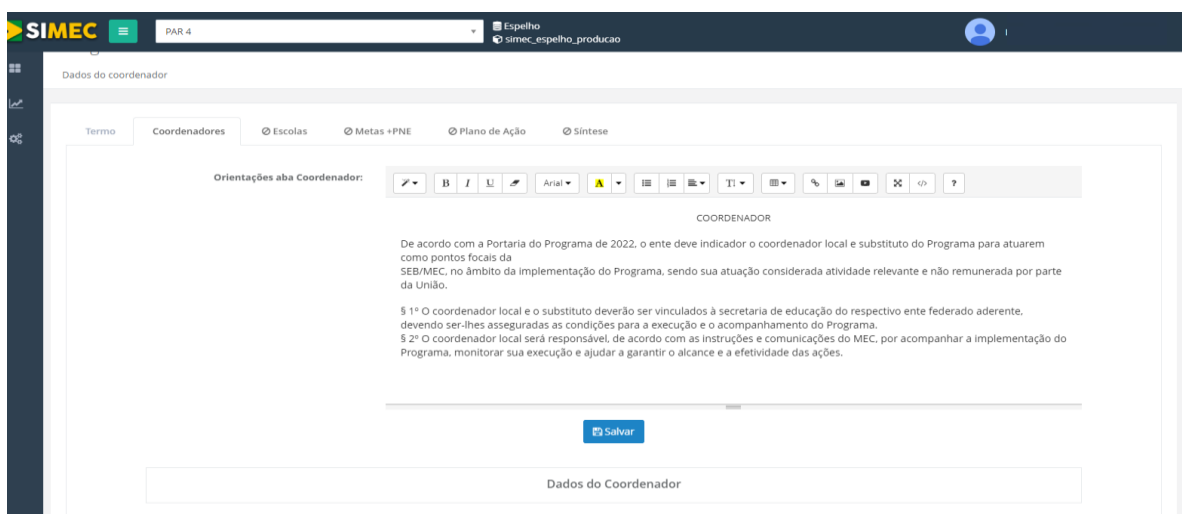 SIMEC
PAR 4
Espelho
simec_espelho_producao
Dados do coordenador
Termo
Coordenadores
Escolas
Metas +PNE
Plano de Ação
Síntese
Orientações aba Coordenador:
B I U Arial A T! ?
COORDENADOR
De acordo com a Portaria do Programa de 2022, o ente deve indicador o coordenador local e substituto do Programa para atuarem
como pontos focais da
SEB/MEC, no âmbito da implementação do Programa, sendo sua atuação considerada atividade relevante e não remunerada por parte
da União.
§ 1º O coordenador local e o substituto deverão ser vinculados à secretaria de educação do respectivo ente federado aderente,
devendo ser-lhes asseguradas as condições para a execução e o acompanhamento do Programa.
§ 2º O coordenador local será responsável, de acordo com as instruções e comunicações do MEC, por acompanhar a implementação do
Programa, monitorar sua execução e ajudar a garantir o alcance e a efetividade das ações.
Salvar
Dados do Coordenador